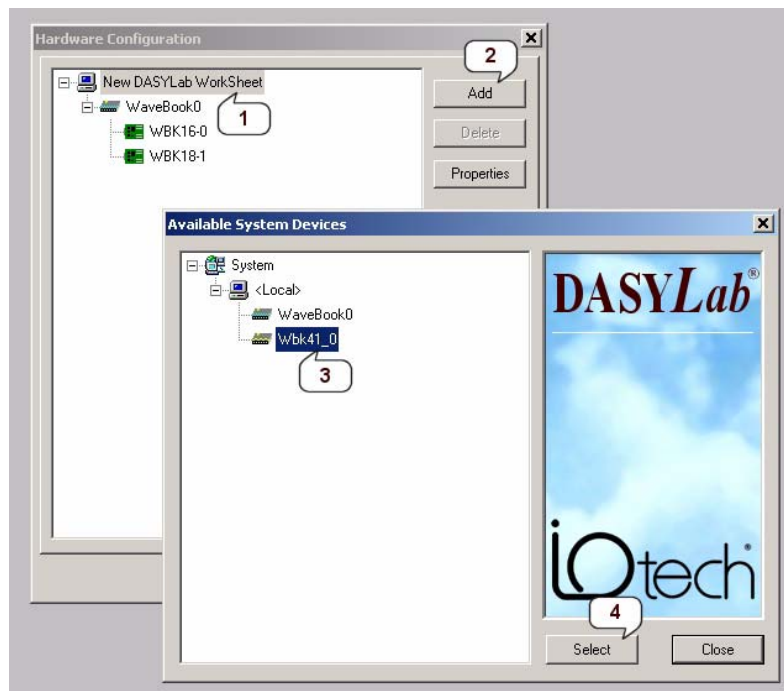 Hardware Configuration
2
New DASYLab WorkSheet
Add
WaveBook0
1
WBK16-0
Delete
WBK18-1
Properties
Available System Devices
System
DASYLab®
<Local>
WaveBook0
Wbk41_0
3
iOtech®
4
Select
Close